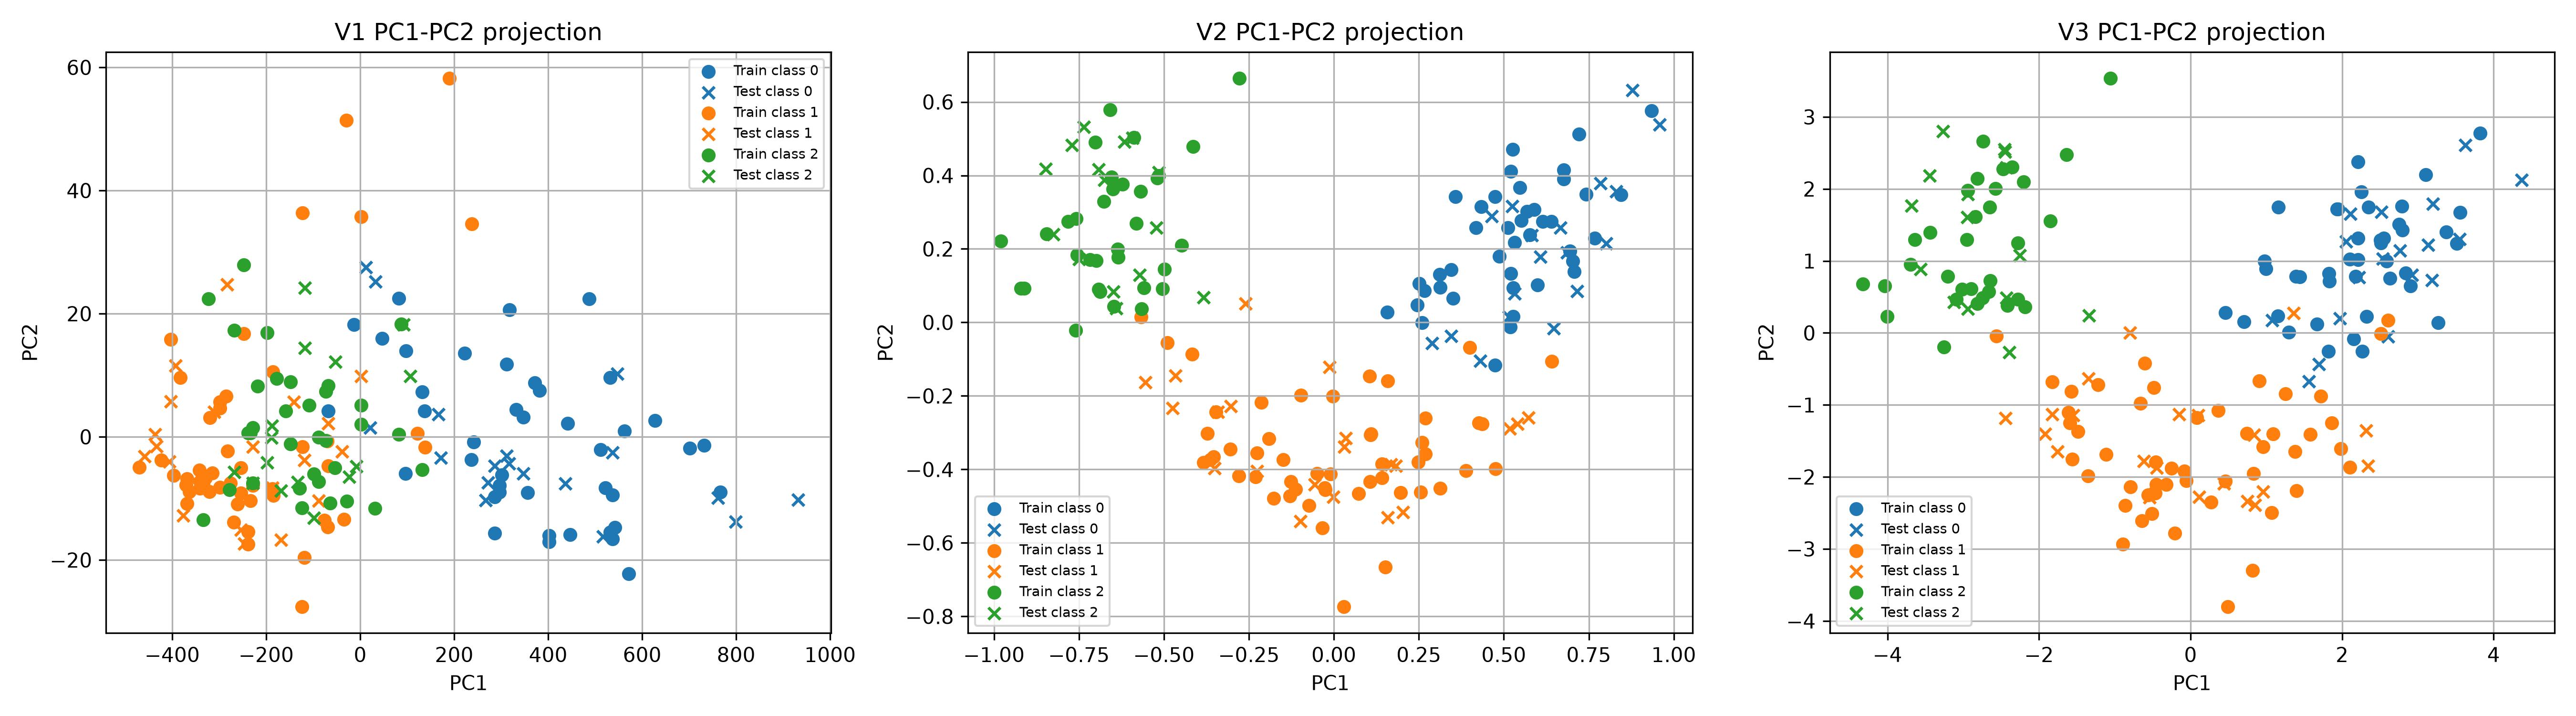 V1 PC1-PC2 projection
PC2
60
40
20
0
−20
−400
−200
0
200
400
600
800
1000
PC1
Train class 0
Test class 0
Train class 1
Test class 1
Train class 2
Test class 2
V2 PC1-PC2 projection
PC2
0.6
0.4
0.2
0.0
−0.2
−0.4
−0.6
−0.8
−1.00
−0.75
−0.50
−0.25
0.00
0.25
0.50
0.75
1.00
PC1
Train class 0
Test class 0
Train class 1
Test class 1
Train class 2
Test class 2
V3 PC1-PC2 projection
PC2
3
2
1
0
−1
−2
−3
−4
−4
−2
0
2
4
PC1
Train class 0
Test class 0
Train class 1
Test class 1
Train class 2
Test class 2